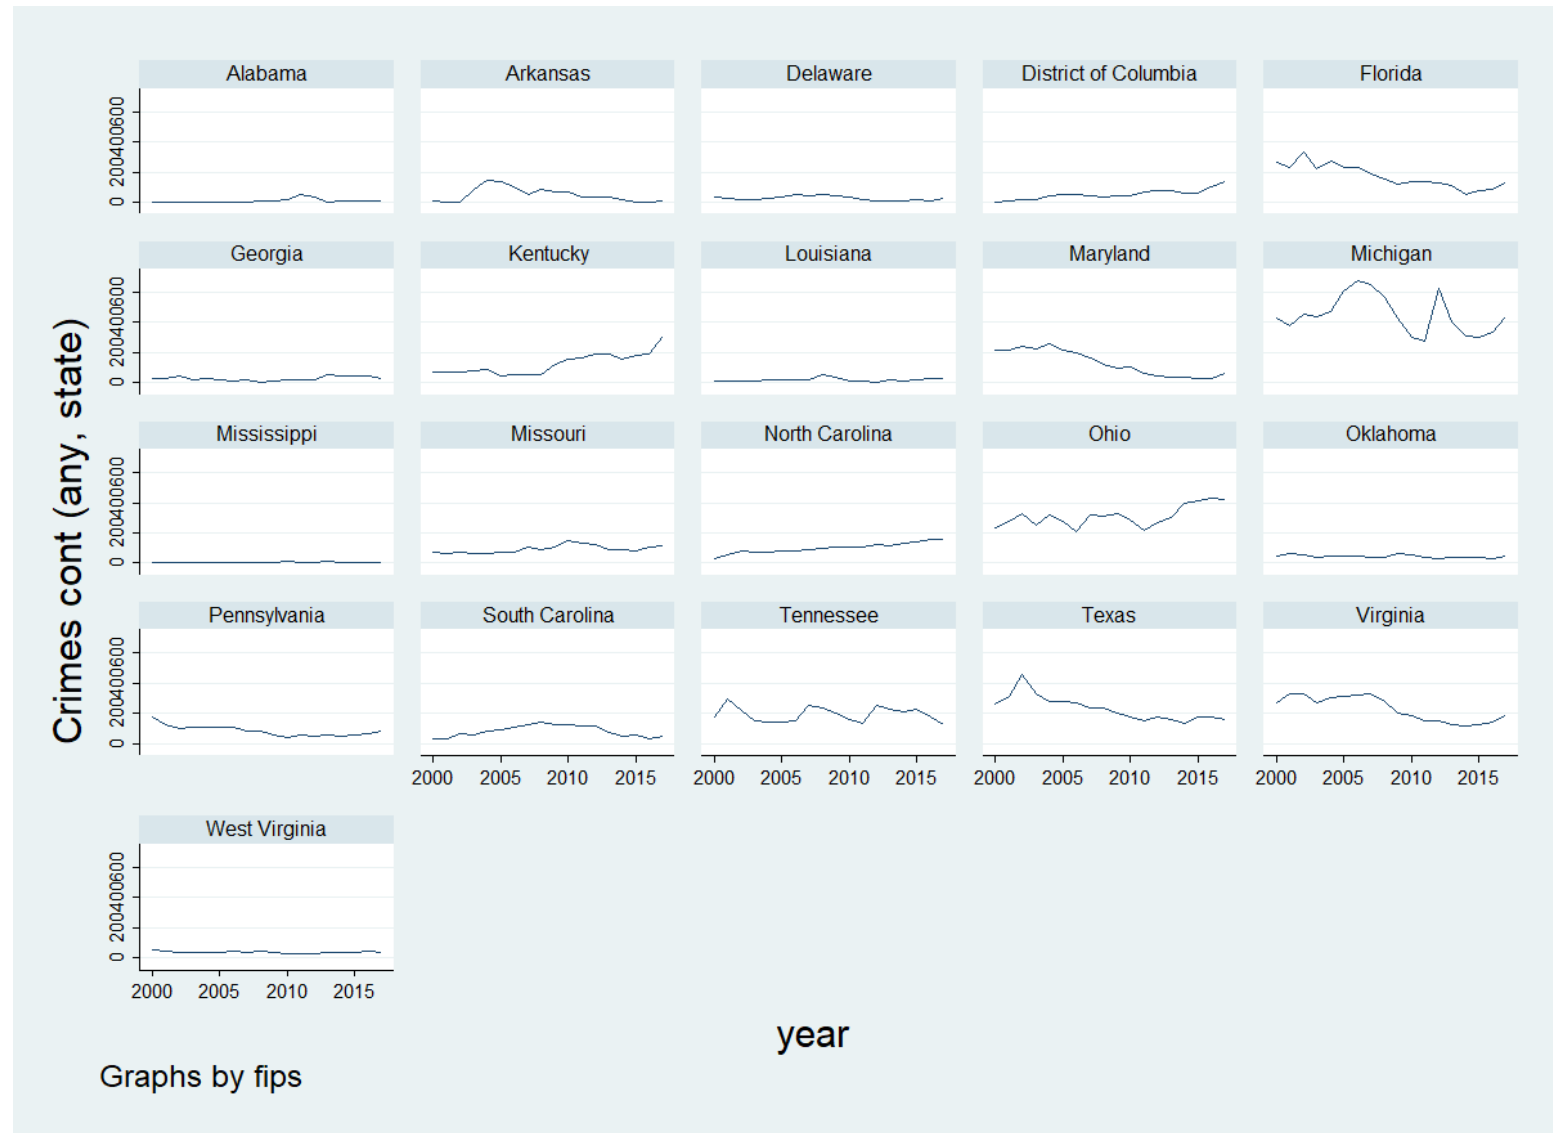 Alabama
Arkansas
Delaware
District of Columbia
Florida
0 200400600
Georgia
Kentucky
Louisiana
Maryland
Michigan
0 200400600
Mississippi
Missouri
North Carolina
Ohio
Oklahoma
0 200400600
Pennsylvania
South Carolina
Tennessee
Texas
Virginia
0 200400600
2000 2005 2010 2015
2000 2005 2010 2015
2000 2005 2010 2015
2000 2005 2010 2015
West Virginia
0 200400600
2000 2005 2010 2015
Crimes cont (any, state)
year
Graphs by fips